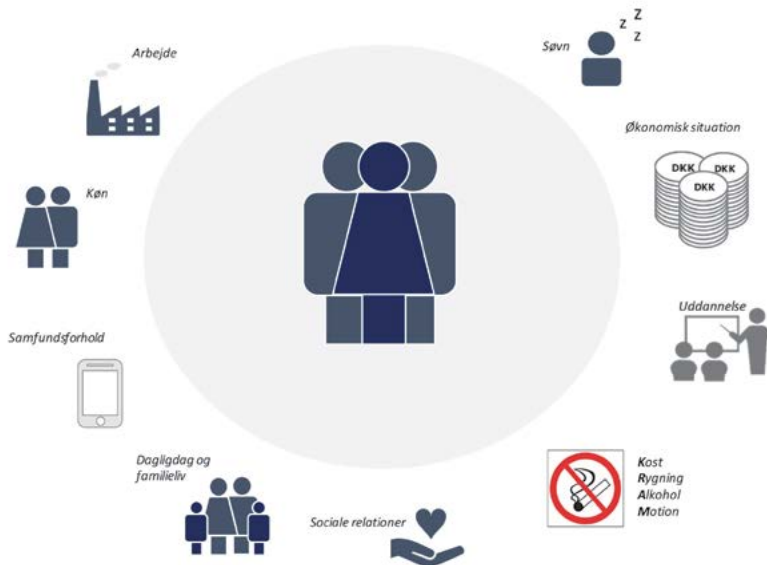 Arbejde
Søvn
z z z
Økonomisk situation
DKK DKK
DKK
Køn
Uddannelse
Samfundsforhold
Dagligdag og
familieliv
Sociale relationer
Kost
Rygning
Alkohol
Motion